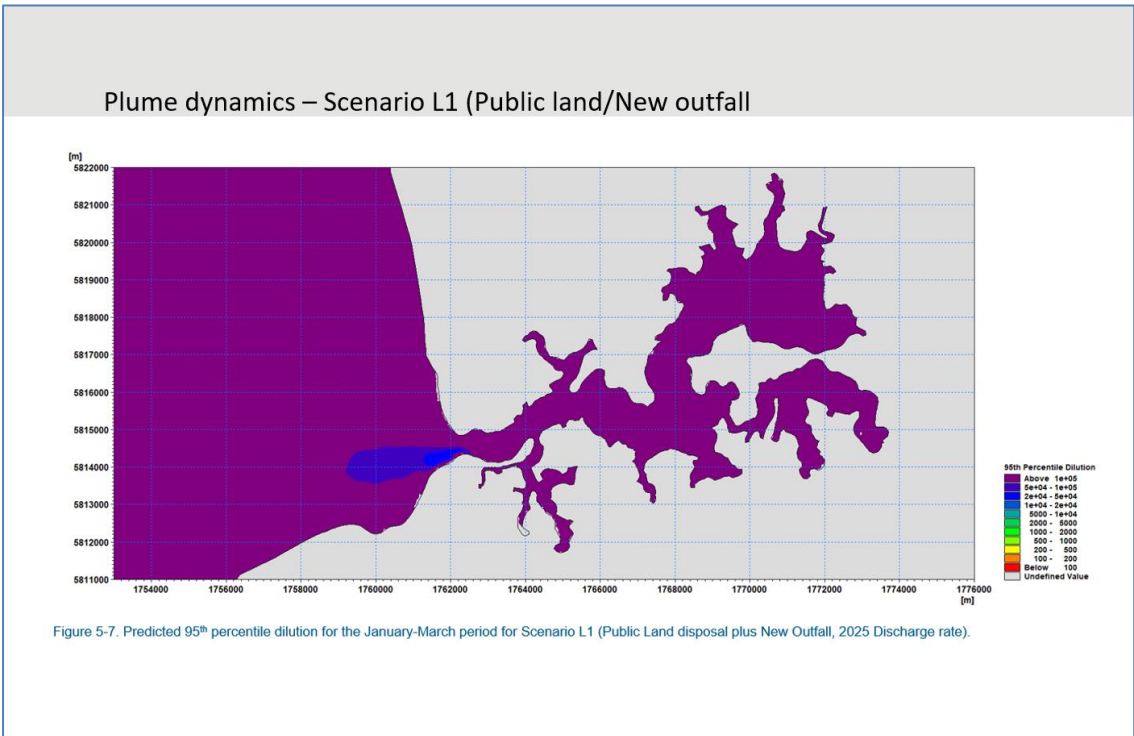 Plume dynamics – Scenario L1 (Public land/New outfall
[m]
5822000
5821000
5820000
5819000
5818000
5817000
5816000
5815000
5814000
5813000
5812000
5811000
1754000 1756000 1758000 1760000 1762000 1764000 1766000 1768000 1770000 1772000 1774000 1776000
[m]
95th Percentile Dilution
Above 1e+05
5e+04 - 1e+05
2e+04 - 5e+04
1e+04 - 2e+04
5000 - 1e+04
2000 - 5000
1000 - 2000
500 - 1000
200 - 500
100 - 200
Below 100
Undefined Value
Figure 5-7. Predicted 95th percentile dilution for the January-March period for Scenario L1 (Public Land disposal plus New Outfall, 2025 Discharge rate).